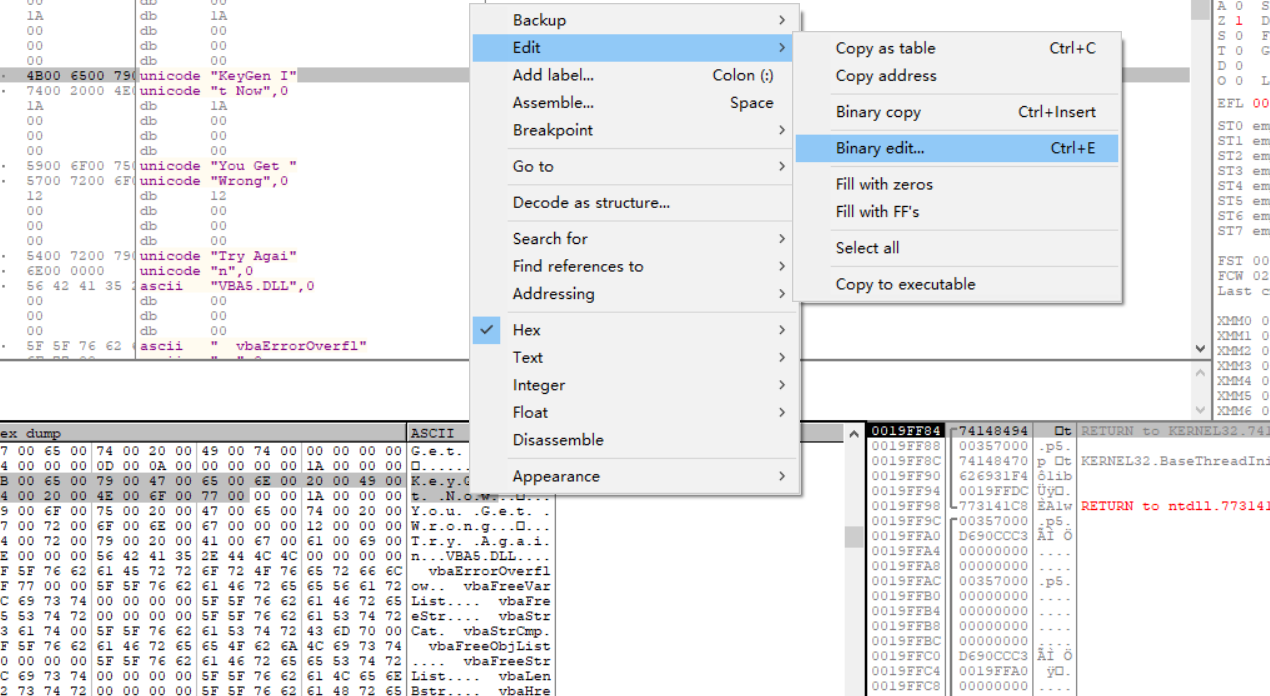 00 db 00
1A db 1A
00 db 00
00 db 00
00 db 00
4B00 6500 790 unicode "KeyGen I"
7400 2000 4E0 unicode "t Now",0
1A db 1A
00 db 00
00 db 00
00 db 00
5900 6F00 750 unicode "You Get "
5700 7200 6F0 unicode "Wrong",0
12 db 12
00 db 00
00 db 00
00 db 00
5400 7200 790 unicode "Try Agai"
6E00 0000 unicode "n",0
56 42 41 35 2 ascii "VBA5.DLL",0
00 db 00
00 db 00
00 db 00
5F 5F 76 62 ascii "__vbaErrorOverfl"
Backup
Edit
Add label... Colon (:)
Assemble... Space
Breakpoint
Go to
Decode as structure...
Search for
Find references to
Addressing
Hex
Text
Integer
Float
Disassemble
Appearance
Copy as table Ctrl+C
Copy address
Binary copy Ctrl+Insert
Binary edit... Ctrl+E
Fill with zeros
Fill with FF's
Select all
Copy to executable
A 0 S
Z 1 D
S 0 F
T 0 G
D 0
O 0 L
EFL 00
ST0 em
ST1 em
ST2 em
ST3 em
ST4 em
ST5 em
ST6 em
ST7 em
FST 00
FCW 02
Last c
XMM0 0
XMM1 0
XMM2 0
XMM3 0
XMM4 0
XMM5 0
XMM6 0
ex dump ASCII
7 00 65 00 74 00 20 00 49 00 74 00 00 00 00 00 G.e.t.
4 00 00 00 0D 00 0A 00 00 00 00 00 1A 00 00 00
B 00 65 00 79 00 47 00 65 00 6E 00 20 00 49 00 K.e.y.G
4 00 20 00 4E 00 6F 00 77 00 00 00 1A 00 00 00 t. .N.o.w...□...
9 00 6F 00 75 00 20 00 47 00 65 00 74 00 20 00 Y.o.u. .G.e.t. .
7 00 72 00 6F 00 6E 00 67 00 00 00 12 00 00 00 W.r.o.n.g...□...
4 00 72 00 79 00 20 00 41 00 67 00 61 00 69 00 T.r.y. .A.g.a.i.
E 00 00 00 56 42 41 35 2E 44 4C 4C 00 00 00 00 n...VBA5.DLL....
F 5F 76 62 61 45 72 72 6F 72 4F 76 65 72 66 6C __vbaErrorOverfl
F 77 00 00 5F 5F 76 62 61 46 72 65 65 56 61 72 ow..__vbaFreeVar
C 69 73 74 00 00 00 00 5F 5F 76 62 61 46 72 65 List....__vbaFre
5 53 74 72 00 00 00 00 5F 5F 76 62 61 53 74 72 eStr....__vbaStr
3 61 74 00 5F 5F 76 62 61 53 74 72 43 6D 70 00 Cat.__vbaStrCmp.
F 5F 76 62 61 46 72 65 65 4F 62 6A 4C 69 73 74 __vbaFreeObjList
0 00 00 00 5F 5F 76 62 61 46 72 65 65 53 74 72 ....__vbaFreeStr
C 69 73 74 00 00 00 00 5F 5F 76 62 61 4C 65 6E List....__vbaLen
2 73 74 72 00 00 00 00 5F 5F 76 62 61 48 72 65 Bstr....__vbaHre
0019FF84 74148494 □t RETURN to KERNEL32.741
0019FF88 00357000 .p5.
0019FF8C 74148470 p □t KERNEL32.BaseThreadIni
0019FF90 626931F4 ôlib
0019FF94 0019FFDC Üÿ□.
0019FF98 773141C8 ÈAlw RETURN to ntdll.773141
0019FF9C 00357000 .p5.
0019FFA0 D690CCC3 ÃÌ Ö
0019FFA4 00000000 ....
0019FFA8 00000000 ....
0019FFAC 00357000 .p5.
0019FFB0 00000000 ....
0019FFB4 00000000 ....
0019FFB8 00000000 ....
0019FFBC 00000000 ....
0019FFC0 D690CCC3 ÃÌ Ö
0019FFC4 0019FFA0 ÿ□.
0019FFC8 00000000 ....